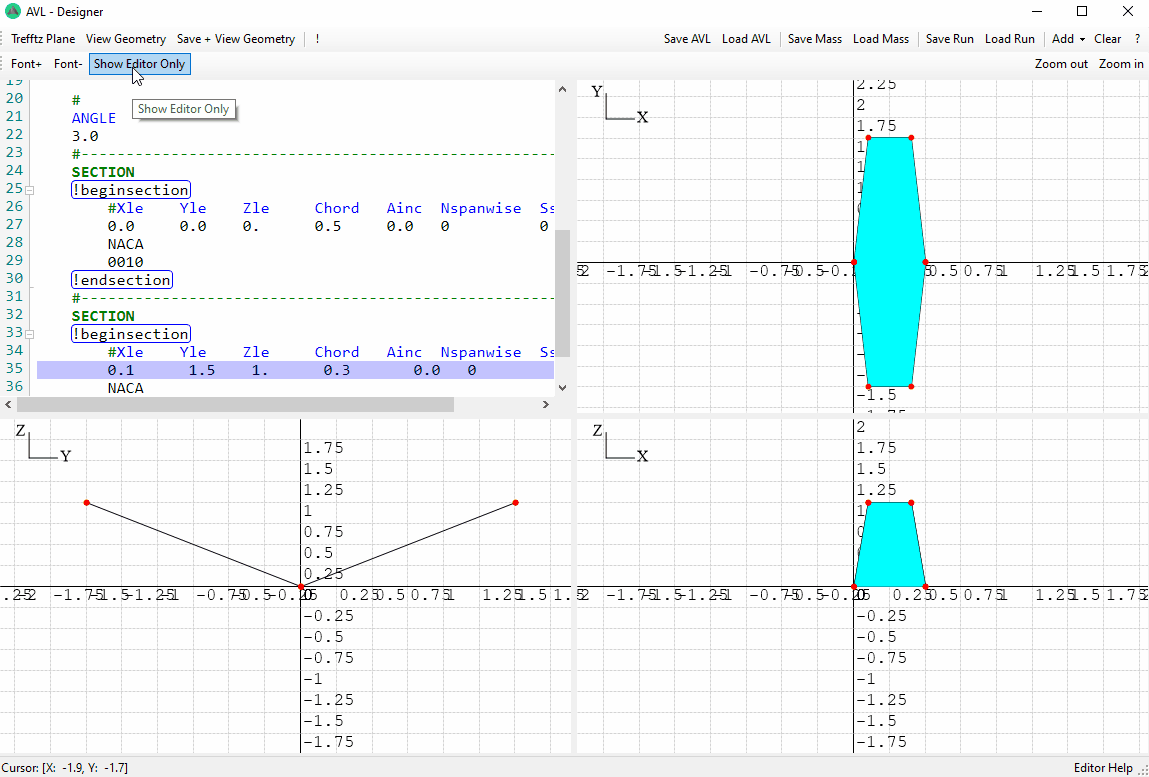 AVL - Designer
Trefftz Plane View Geometry Save + View Geometry ! Save AVL Load AVL Save Mass Load Mass Save Run Load Run Add Clear ?
Font+ Font- Show Editor Only Zoom out Zoom in
Show Editor Only
19
20 #
21 ANGLE
22 3.0
23 #-----------------------------------------------------
24 SECTION
25 !beginsection
26 #Xle Yle Zle Chord Ainc Nspanwise Ss
27 0.0 0.0 0. 0.5 0.0 0 0
28 NACA
29 0010
30 !endsection
31 #-----------------------------------------------------
32 SECTION
33 !beginsection
34 #Xle Yle Zle Chord Ainc Nspanwise Ss
35 0.1 1.5 1. 0.3 0.0 0
36 NACA
Y
X
2.25
2
1.75
-1.75 -1.5 -1.25 -1 -0.75 -0.5 0.5 0.75 1 1.25 1.5 1.75
-1.5
Z
Y
1.75
1.5
1.25
1
0.75
0.5
0.25
-2 -1.75 -1.5 -1.25 -1 -0.75 -0.5 0.25 0.5 0.75 1 1.25 1.5
-0.25
-0.5
-0.75
-1
-1.25
-1.5
-1.75
Z
X
2
1.75
1.5
1.25
-1.75 -1.5 -1.25 -1 -0.75 -0.5 0.25 0.5 0.75 1 1.25 1.5 1.75
-0.25
-0.5
-0.75
-1
-1.25
-1.5
-1.75
Cursor: [X: -1.9, Y: -1.7] Editor Help